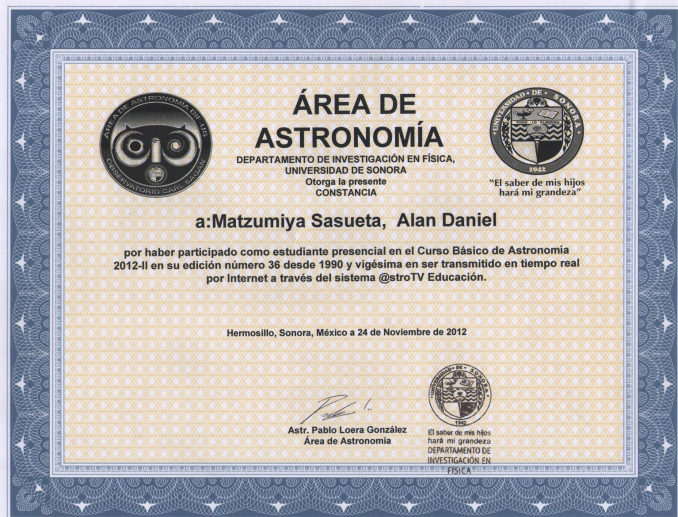 ÁREA DE ASTRONOMÍA DIF-US
OBSERVATORIO CARL SAGAN
ÁREA DE
ASTRONOMÍA
DEPARTAMENTO DE INVESTIGACIÓN EN FÍSICA,
UNIVERSIDAD DE SONORA
Otorga la presente
CONSTANCIA
UNIVERSIDAD • DE • SONORA
1942
"El saber de mis hijos
hará mi grandeza"
a:Matzumiya Sasueta, Alan Daniel
por haber participado como estudiante presencial en el Curso Básico de Astronomía
2012-II en su edición número 36 desde 1990 y vigésima en ser transmitido en tiempo real
por Internet a través del sistema @stroTV Educación.
Hermosillo, Sonora, México a 24 de Noviembre de 2012
Astr. Pablo Loera González
Área de Astronomía
UNIVERSIDAD • DE • SONORA
1942
El saber de mis hijos
hará mi grandeza
DEPARTAMENTO DE
INVESTIGACIÓN EN
FÍSICA